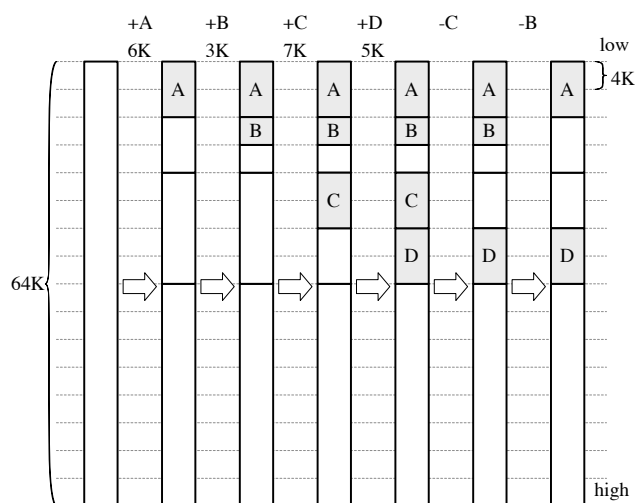 +A +B +C +D -C -B
6K 3K 7K 5K
low
4K
A A A A A A
B B B B
C C
D D D
64K
high